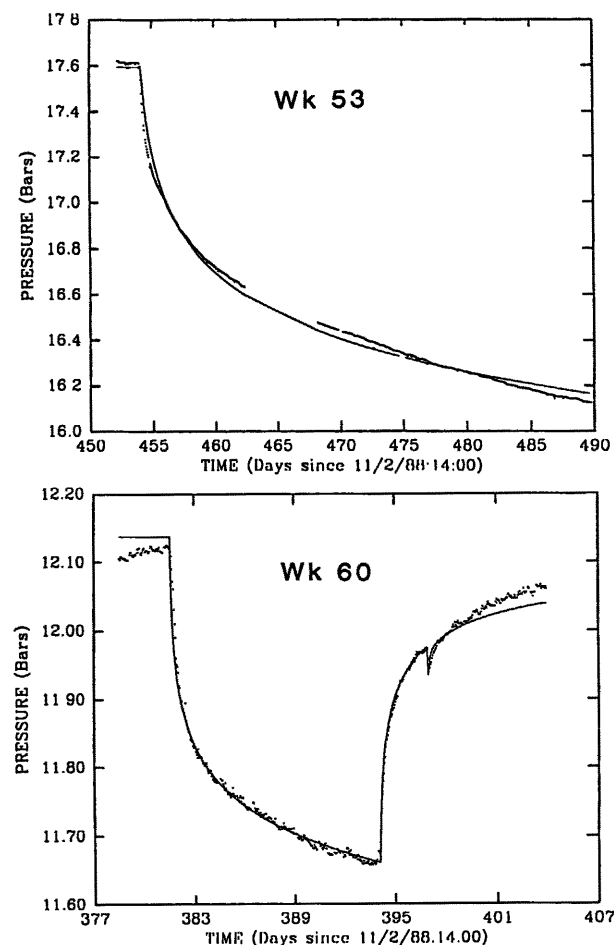 17.8
17.6
17.4
17.2
17.0
16.8
16.6
16.4
16.2
16.0
PRESSURE (Bars)
Wk 53
450 455 460 465 470 475 480 485 490
TIME (Days since 11/2/88.14:00)
12.20
12.10
12.00
11.90
11.80
11.70
11.60
PRESSURE (Bars)
Wk 60
377 383 389 395 401 407
TIME (Days since 11/2/88.14.00)